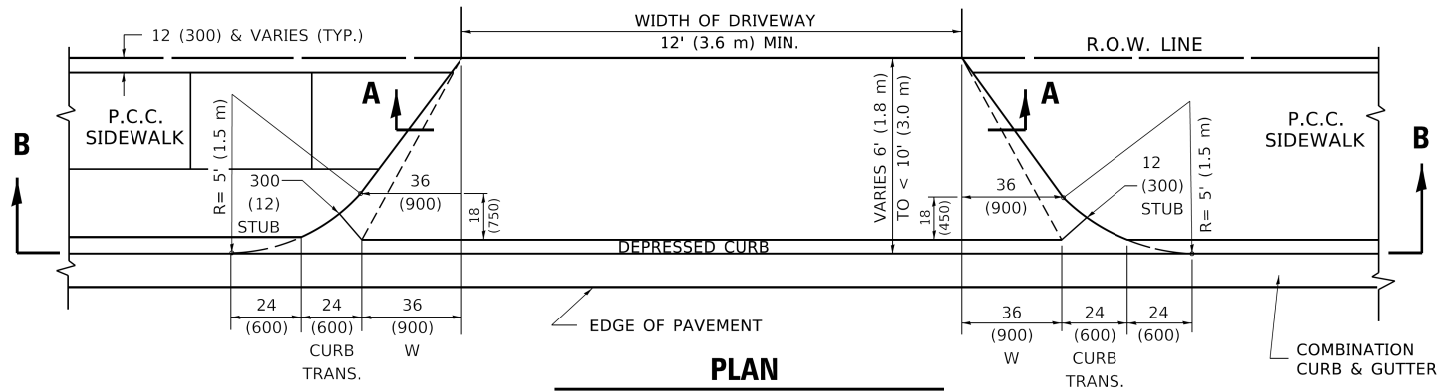 WIDTH OF DRIVEWAY
12' (3.6 m) MIN.
12 (300) & VARIES (TYP.)
R.O.W. LINE
A
A
P.C.C.
SIDEWALK
P.C.C.
SIDEWALK
B
B
R= 5' (1.5 m)
300
(12)
STUB
36
(900)
18
(750)
VARIES 6' (1.8 m)
TO < 10' (3.0 m)
36
(900)
18
(450)
12
(300)
STUB
R= 5' (1.5 m)
DEPRESSED CURB
24
(600)
24
(600)
CURB
TRANS.
36
(900)
W
EDGE OF PAVEMENT
36
(900)
W
24
(600)
CURB
TRANS.
24
(600)
COMBINATION
CURB & GUTTER
PLAN